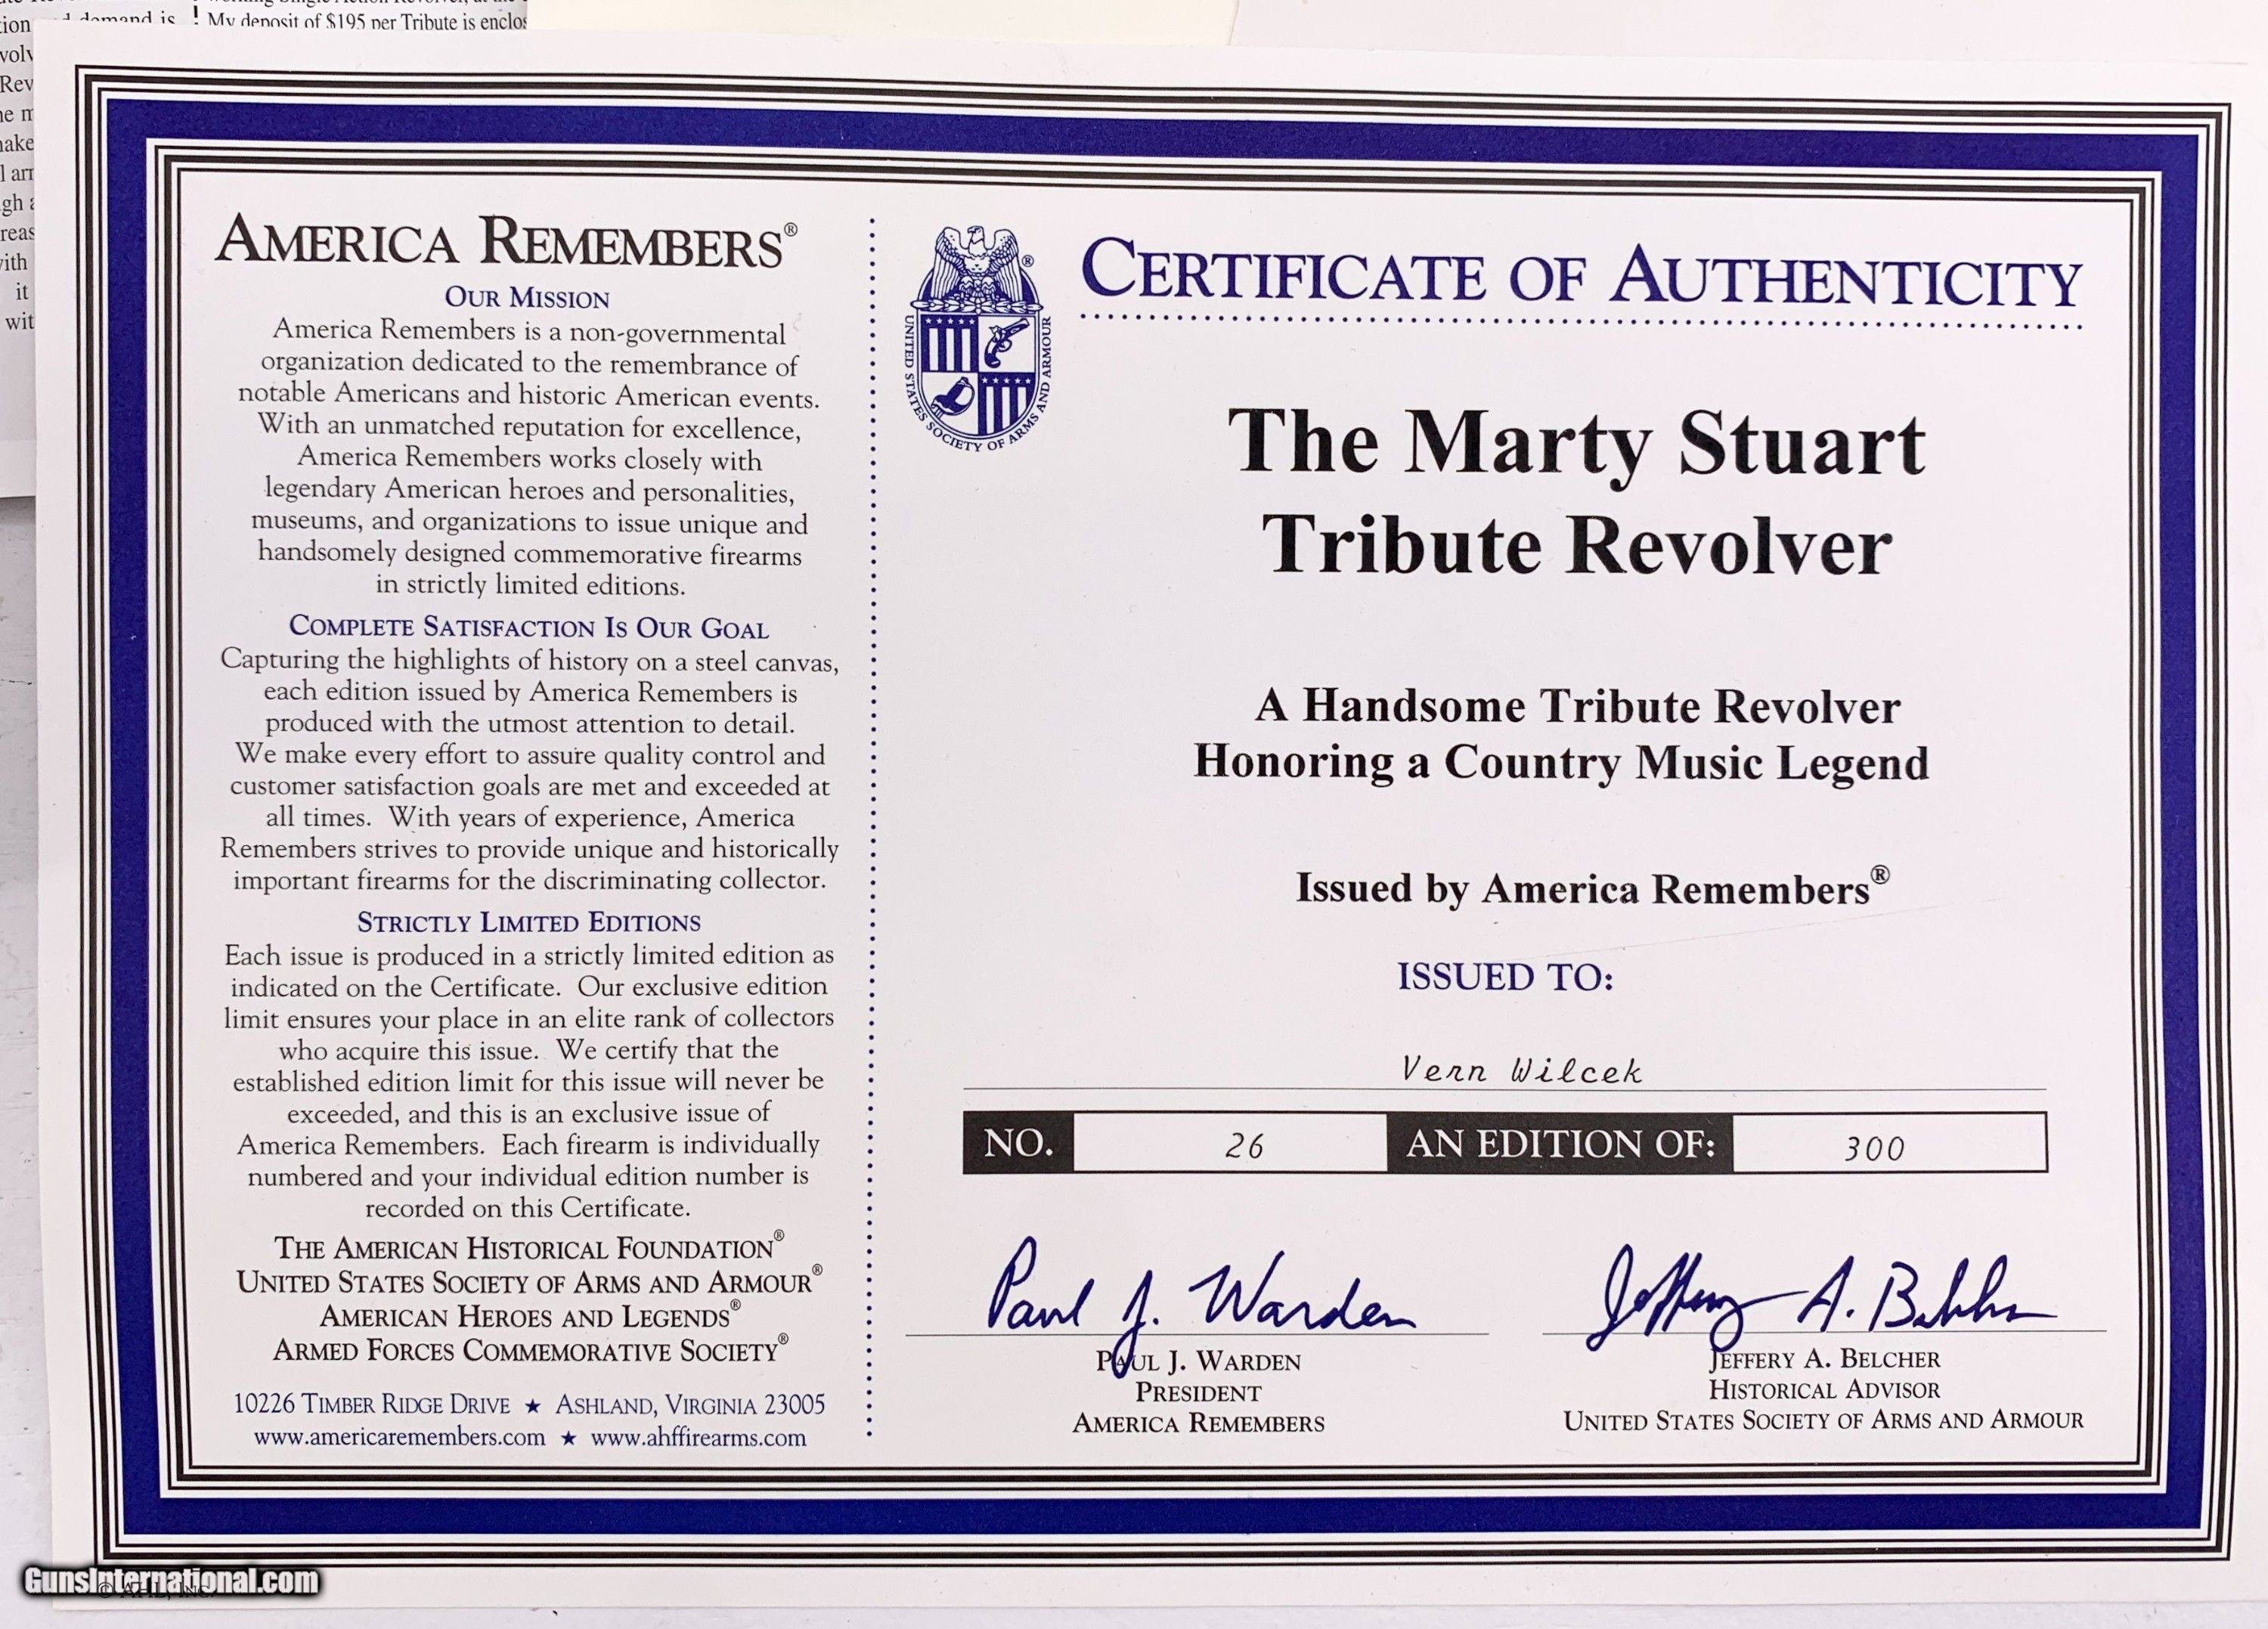 demand is
My deposit of $195 per Tribute is
AMERICA REMEMBERS®
OUR MISSION
America Remembers is a non-governmental
organization dedicated to the remembrance of
notable Americans and historic American events.
With an unmatched reputation for excellence,
America Remembers works closely with
legendary American heroes and personalities,
museums, and organizations to issue unique and
handsomely designed commemorative firearms
in strictly limited editions.
COMPLETE SATISFACTION IS OUR GOAL
Capturing the highlights of history on a steel canvas,
each edition issued by America Remembers is
produced with the utmost attention to detail.
We make every effort to assure quality control and
customer satisfaction goals are met and exceeded at
all times. With years of experience, America
Remembers strives to provide unique and historically
important firearms for the discriminating collector.
STRICTLY LIMITED EDITIONS
Each issue is produced in a strictly limited edition as
indicated on the Certificate. Our exclusive edition
limit ensures your place in an elite rank of collectors
who acquire this issue. We certify that the
established edition limit for this issue will never be
exceeded, and this is an exclusive issue of
America Remembers. Each firearm is individually
numbered and your individual edition number is
recorded on this Certificate.
THE AMERICAN HISTORICAL FOUNDATION®
UNITED STATES SOCIETY OF ARMS AND ARMOUR®
AMERICAN HEROES AND LEGENDS®
ARMED FORCES COMMEMORATIVE SOCIETY®
10226 TIMBER RIDGE DRIVE ★ ASHLAND, VIRGINIA 23005
www.americaremembers.com ★ www.ahffirearms.com
®
UNITED STATES SOCIETY OF ARMS AND ARMOUR
CERTIFICATE OF AUTHENTICITY
The Marty Stuart
Tribute Revolver
A Handsome Tribute Revolver
Honoring a Country Music Legend
Issued by America Remembers®
ISSUED TO:
Vern Wilcek
NO. 26 AN EDITION OF: 300
Paul J. Warden
Jeffery A. Belcher
PAUL J. WARDEN
PRESIDENT
AMERICA REMEMBERS
JEFFERY A. BELCHER
HISTORICAL ADVISOR
UNITED STATES SOCIETY OF ARMS AND ARMOUR
GunsInternational.com
© AHL, INC.